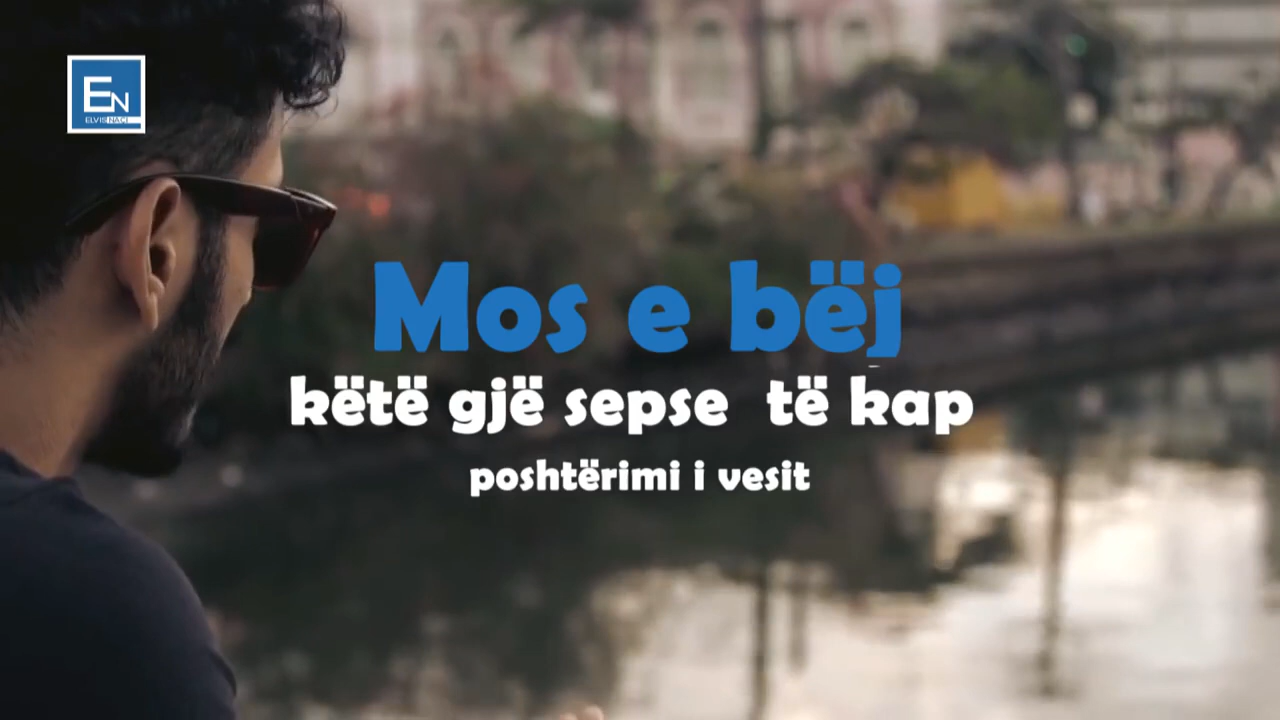 EN
ELVIS NACI
Mos e bëj
këtë gjë sepse të kap
poshtërimi i vesit